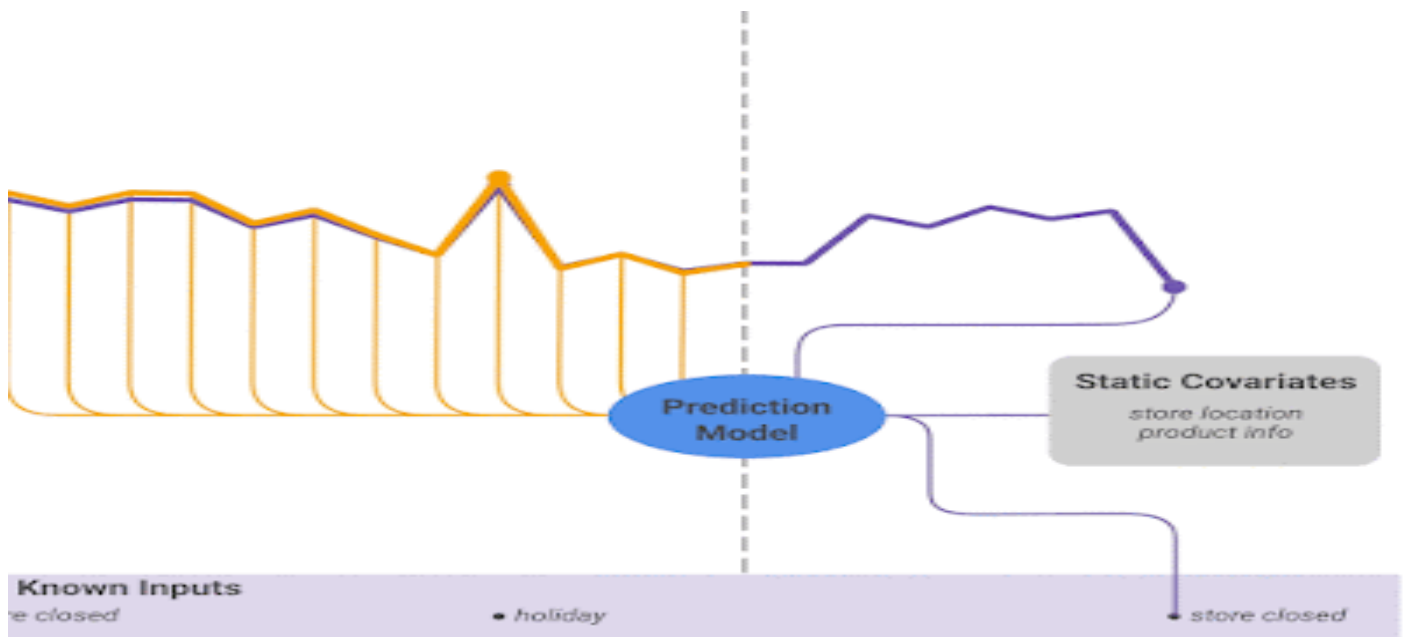 Prediction
Model
Static Covariates
store location
product info
Known Inputs
closed
holiday
store closed